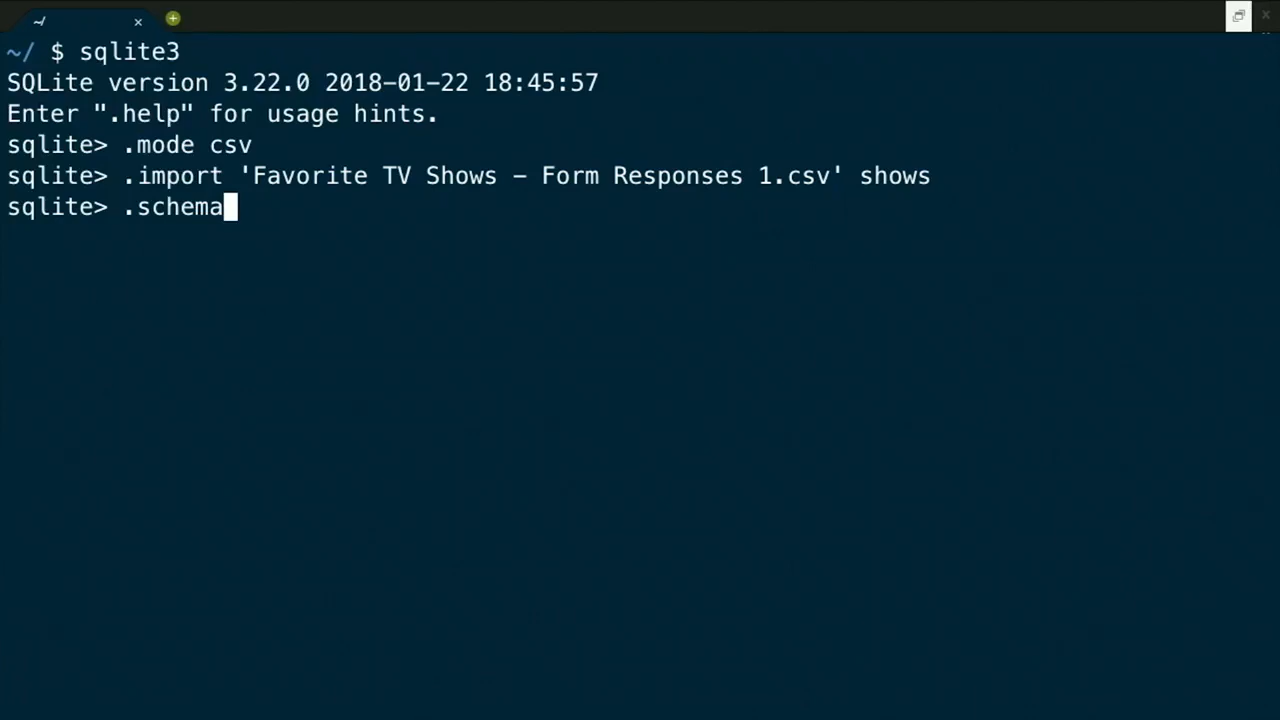 ~/
~/ $ sqlite3
SQLite version 3.22.0 2018-01-22 18:45:57
Enter ".help" for usage hints.
sqlite> .mode csv
sqlite> .import 'Favorite TV Shows - Form Responses 1.csv' shows
sqlite> .schema